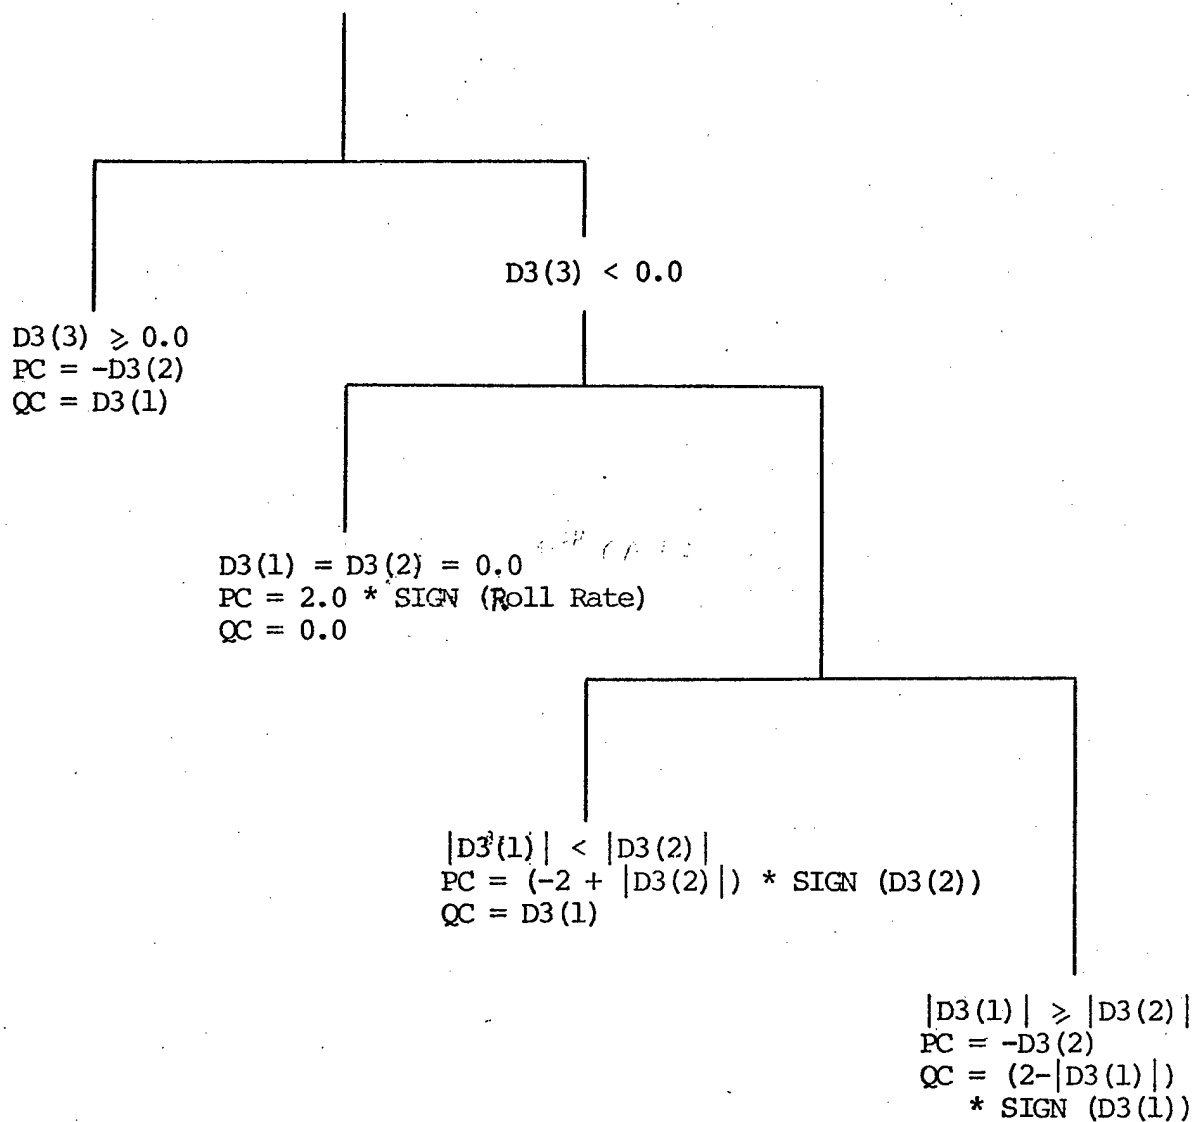 D3(3) < 0.0
D3(3) ⩾ 0.0
PC = -D3(2)
QC = D3(1)
D3(1) = D3(2) = 0.0
PC = 2.0 * SIGN (Roll Rate)
QC = 0.0
|D3(1)| < |D3(2)|
PC = (-2 + |D3(2)|) * SIGN (D3(2))
QC = D3(1)
|D3(1)| ⩾ |D3(2)|
PC = -D3(2)
QC = (2-|D3(1)|)
* SIGN (D3(1))